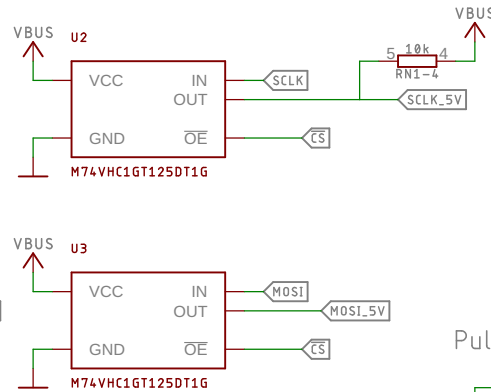 VBUS
VBUS
U2
10k
5
4
RN1-4
VCC
IN
SCLK
OUT
SCLK_5V
GND
OE
CS
M74VHC1GT125DT1G
VBUS
U3
VCC
IN
MOSI
OUT
MOSI_5V
Pul
GND
OE
CS
M74VHC1GT125DT1G